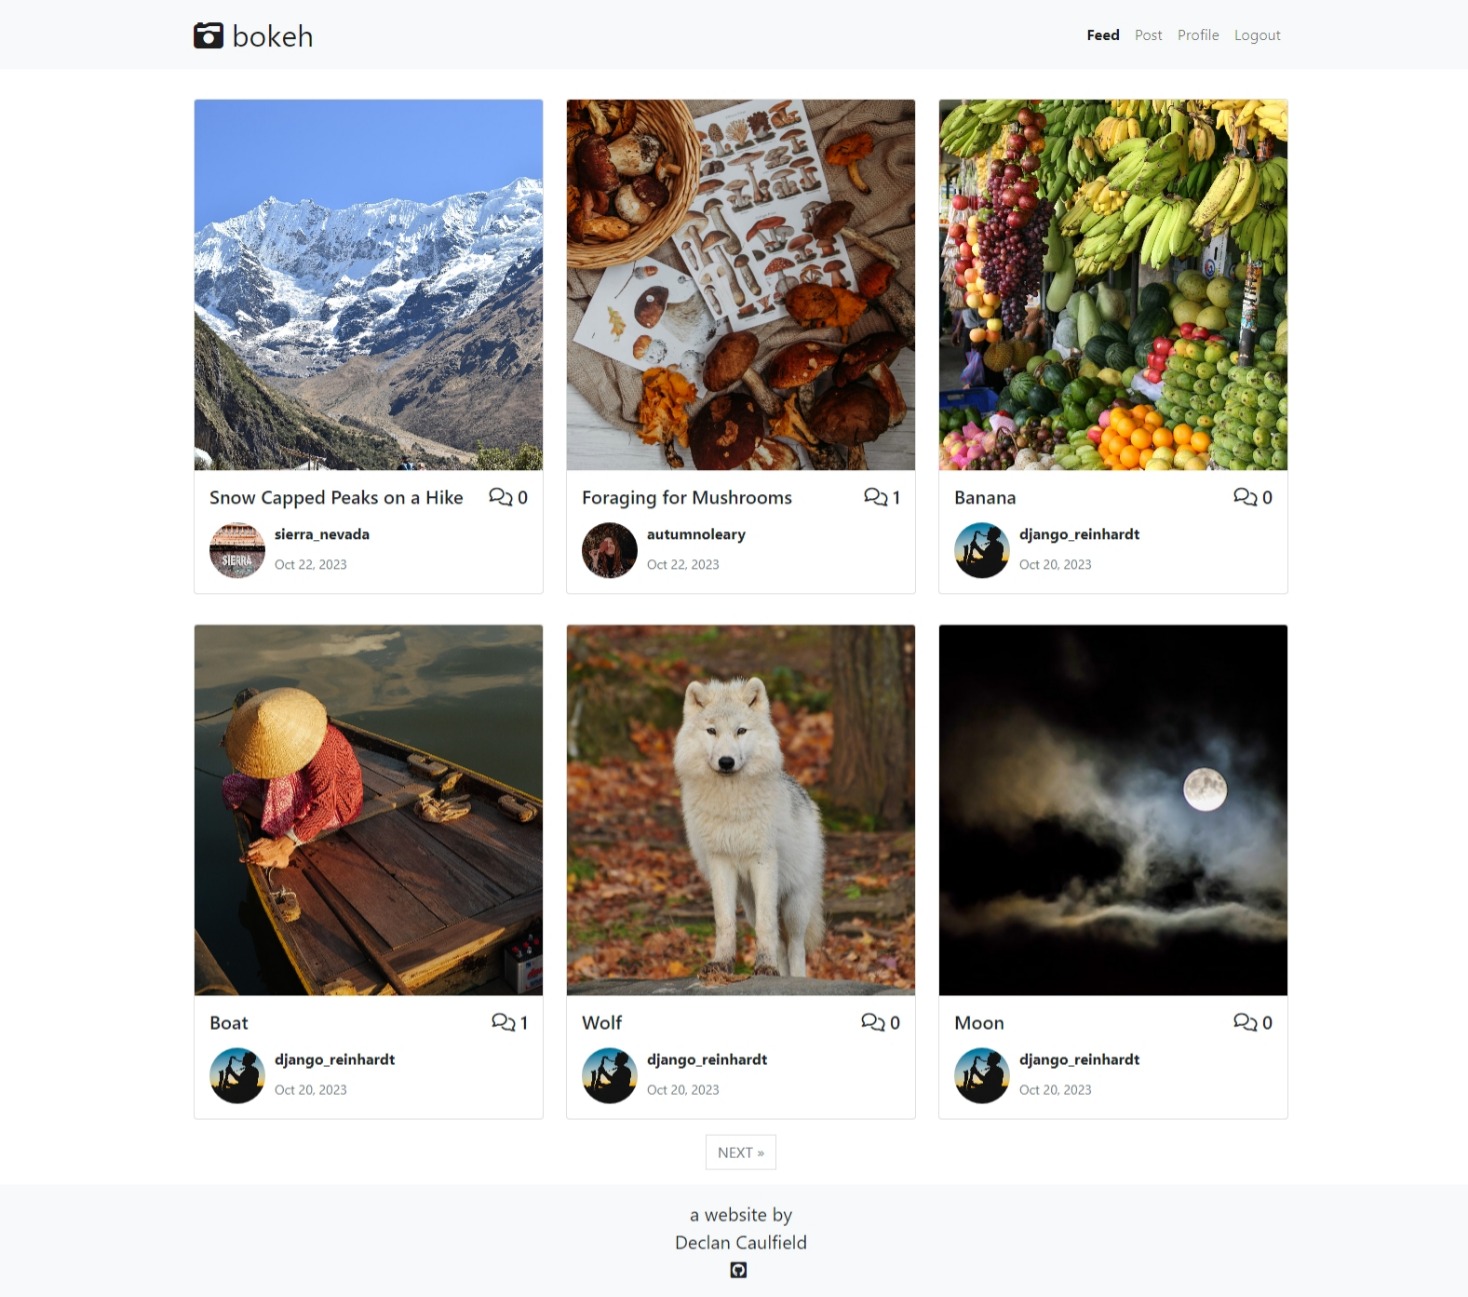 bokeh
Feed Post Profile Logout
Snow Capped Peaks on a Hike 0
sierra_nevada
SIERRA
Oct 22, 2023
Foraging for Mushrooms 1
autumnoleary
Oct 22, 2023
Banana 0
django_reinhardt
Oct 20, 2023
Boat 1
django_reinhardt
Oct 20, 2023
Wolf 0
django_reinhardt
Oct 20, 2023
Moon 0
django_reinhardt
Oct 20, 2023
NEXT »
a website by
Declan Caulfield